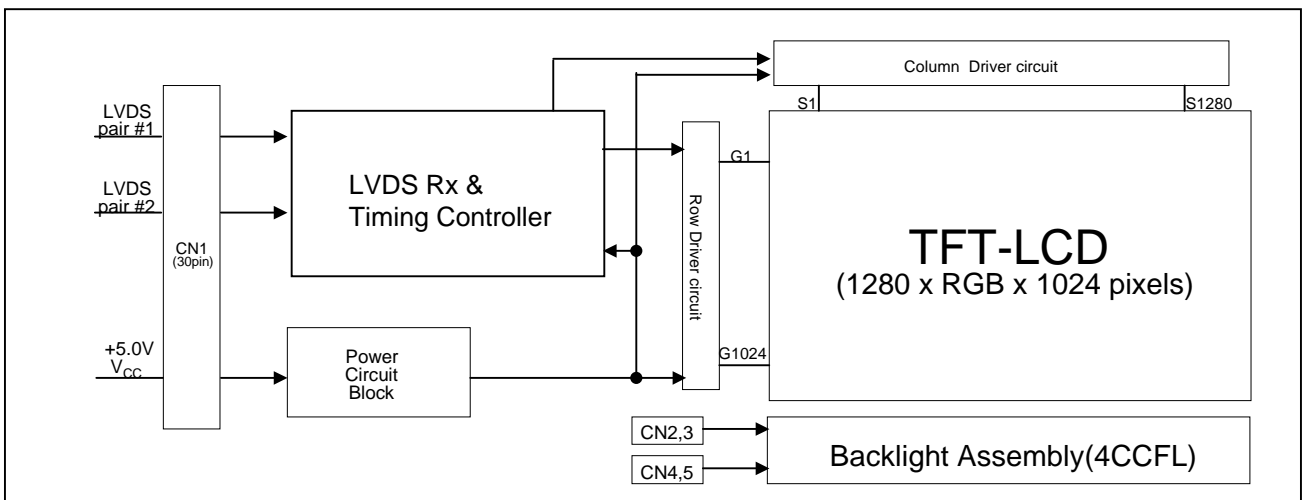 Column Driver circuit
S1
S1280
LVDS
pair #1
LVDS
pair #2
CN1
(30pin)
+5.0V
VCC
LVDS Rx &
Timing Controller
Power
Circuit
Block
Row Driver circuit
G1
G1024
TFT-LCD
(1280 x RGB x 1024 pixels)
CN2,3
CN4,5
Backlight Assembly(4CCFL)